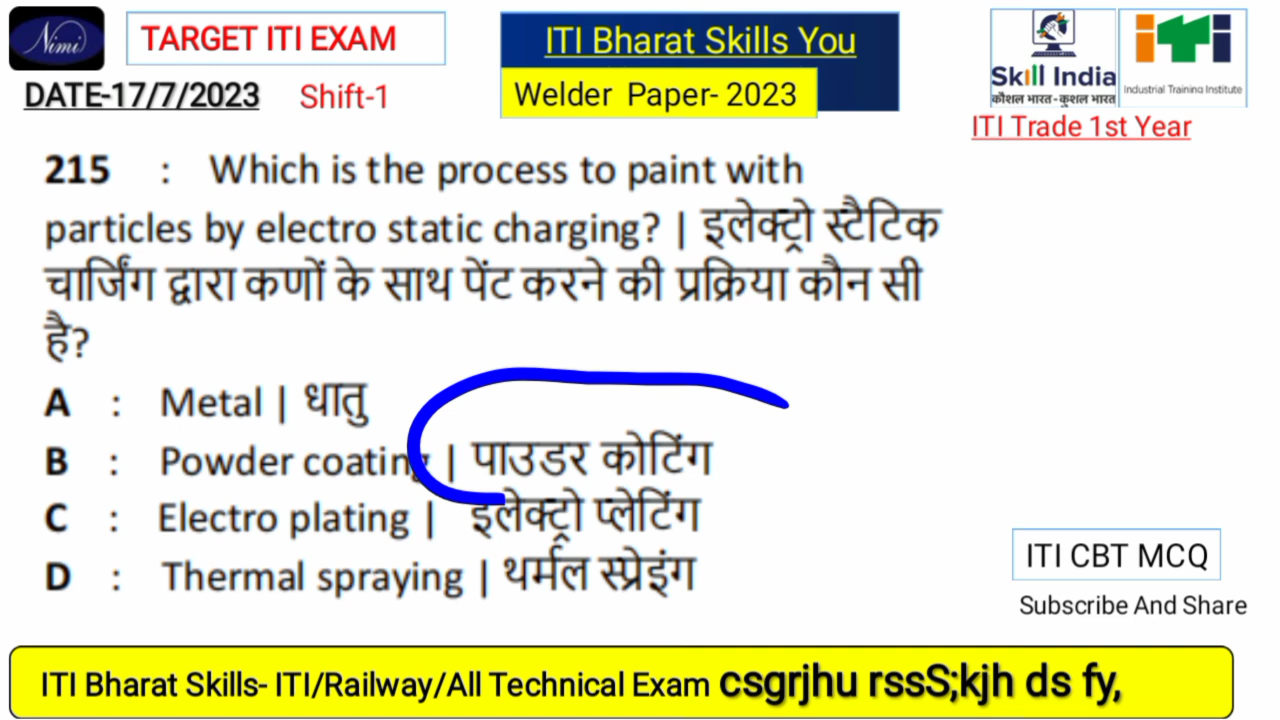 Nimi
TARGET ITI EXAM
ITI Bharat Skills You
DATE-17/7/2023 Shift-1
Welder Paper- 2023
Skill India
कौशल भारत-कुशल भारत
iTi
Industrial Training Institute
ITI Trade 1st Year
215 : Which is the process to paint with
particles by electro static charging? | इलेक्ट्रो स्टैटिक
चार्जिंग द्वारा कणों के साथ पेंट करने की प्रक्रिया कौन सी
है?
A : Metal | धातु
B : Powder coating | पाउडर कोटिंग
C : Electro plating | इलेक्ट्रो प्लेटिंग
D : Thermal spraying | थर्मल स्प्रेइंग
ITI CBT MCQ
Subscribe And Share
ITI Bharat Skills- ITI/Railway/All Technical Exam csgrjhu rssS;kjh ds fy,